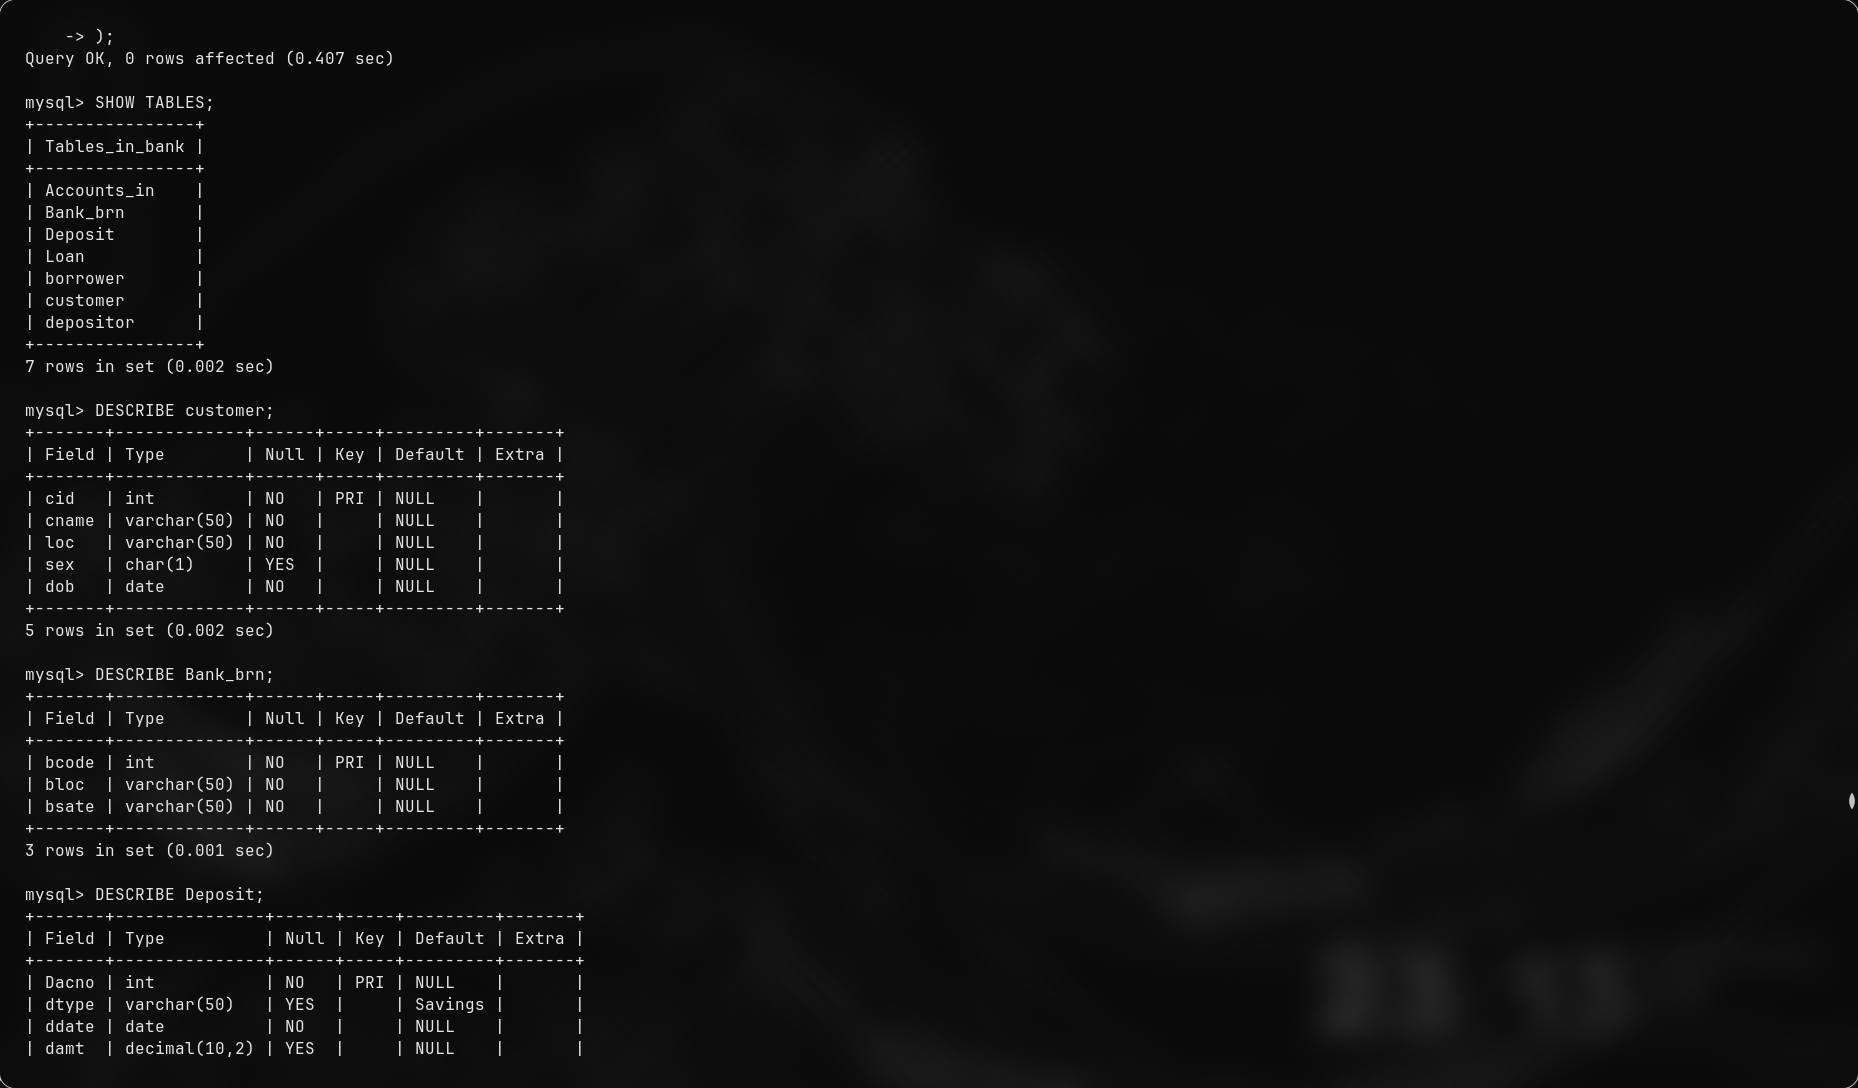 -> );
Query OK, 0 rows affected (0.407 sec)
mysql> SHOW TABLES;
+----------------+
| Tables_in_bank |
+----------------+
| Accounts_in    |
| Bank_brn       |
| Deposit        |
| Loan           |
| borrower       |
| customer       |
| depositor      |
+----------------+
7 rows in set (0.002 sec)
mysql> DESCRIBE customer;
+-------+-------------+------+-----+---------+-------+
| Field | Type        | Null | Key | Default | Extra |
+-------+-------------+------+-----+---------+-------+
| cid   | int         | NO   | PRI | NULL    |       |
| cname | varchar(50) | NO   |     | NULL    |       |
| loc   | varchar(50) | NO   |     | NULL    |       |
| sex   | char(1)     | YES  |     | NULL    |       |
| dob   | date        | NO   |     | NULL    |       |
+-------+-------------+------+-----+---------+-------+
5 rows in set (0.002 sec)
mysql> DESCRIBE Bank_brn;
+-------+-------------+------+-----+---------+-------+
| Field | Type        | Null | Key | Default | Extra |
+-------+-------------+------+-----+---------+-------+
| bcode | int         | NO   | PRI | NULL    |       |
| bloc  | varchar(50) | NO   |     | NULL    |       |
| bsate | varchar(50) | NO   |     | NULL    |       |
+-------+-------------+------+-----+---------+-------+
3 rows in set (0.001 sec)
mysql> DESCRIBE Deposit;
+-------+---------------+------+-----+---------+-------+
| Field | Type          | Null | Key | Default | Extra |
+-------+---------------+------+-----+---------+-------+
| Dacno | int           | NO   | PRI | NULL    |       |
| dtype | varchar(50)   | YES  |     | Savings |       |
| ddate | date          | NO   |     | NULL    |       |
| damt  | decimal(10,2) | YES  |     | NULL    |       |